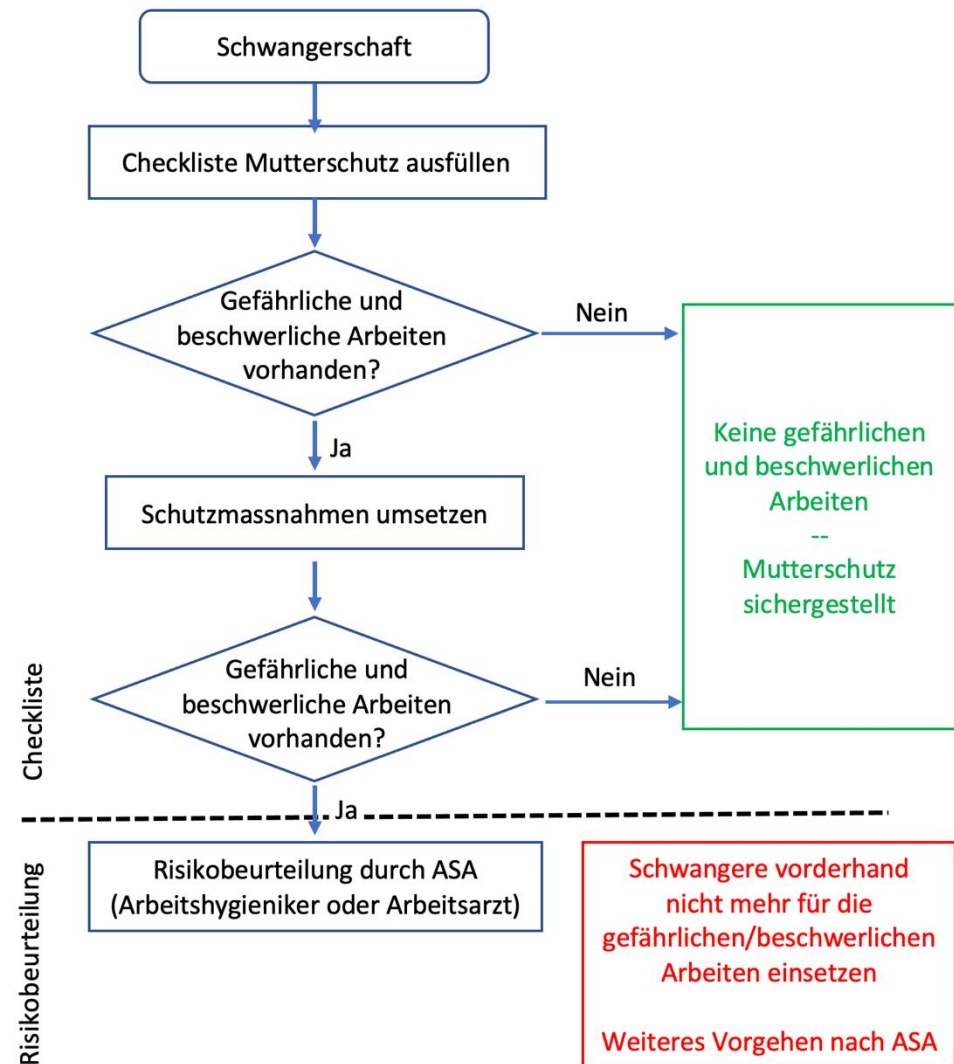 Schwangerschaft
Checkliste Mutterschutz ausfüllen
Gefährliche und
beschwerliche Arbeiten
vorhanden?
Nein
Ja
Keine gefährlichen
und beschwerlichen
Arbeiten
--
Mutterschutz
sichergestellt
Schutzmassnahmen umsetzen
Gefährliche und
beschwerliche Arbeiten
vorhanden?
Nein
Ja
Checkliste
Risikobeurteilung
Risikobeurteilung durch ASA
(Arbeitshygieniker oder Arbeitsarzt)
Schwangere vorderhand
nicht mehr für die
gefährlichen/beschwerlichen
Arbeiten einsetzen
Weiteres Vorgehen nach ASA